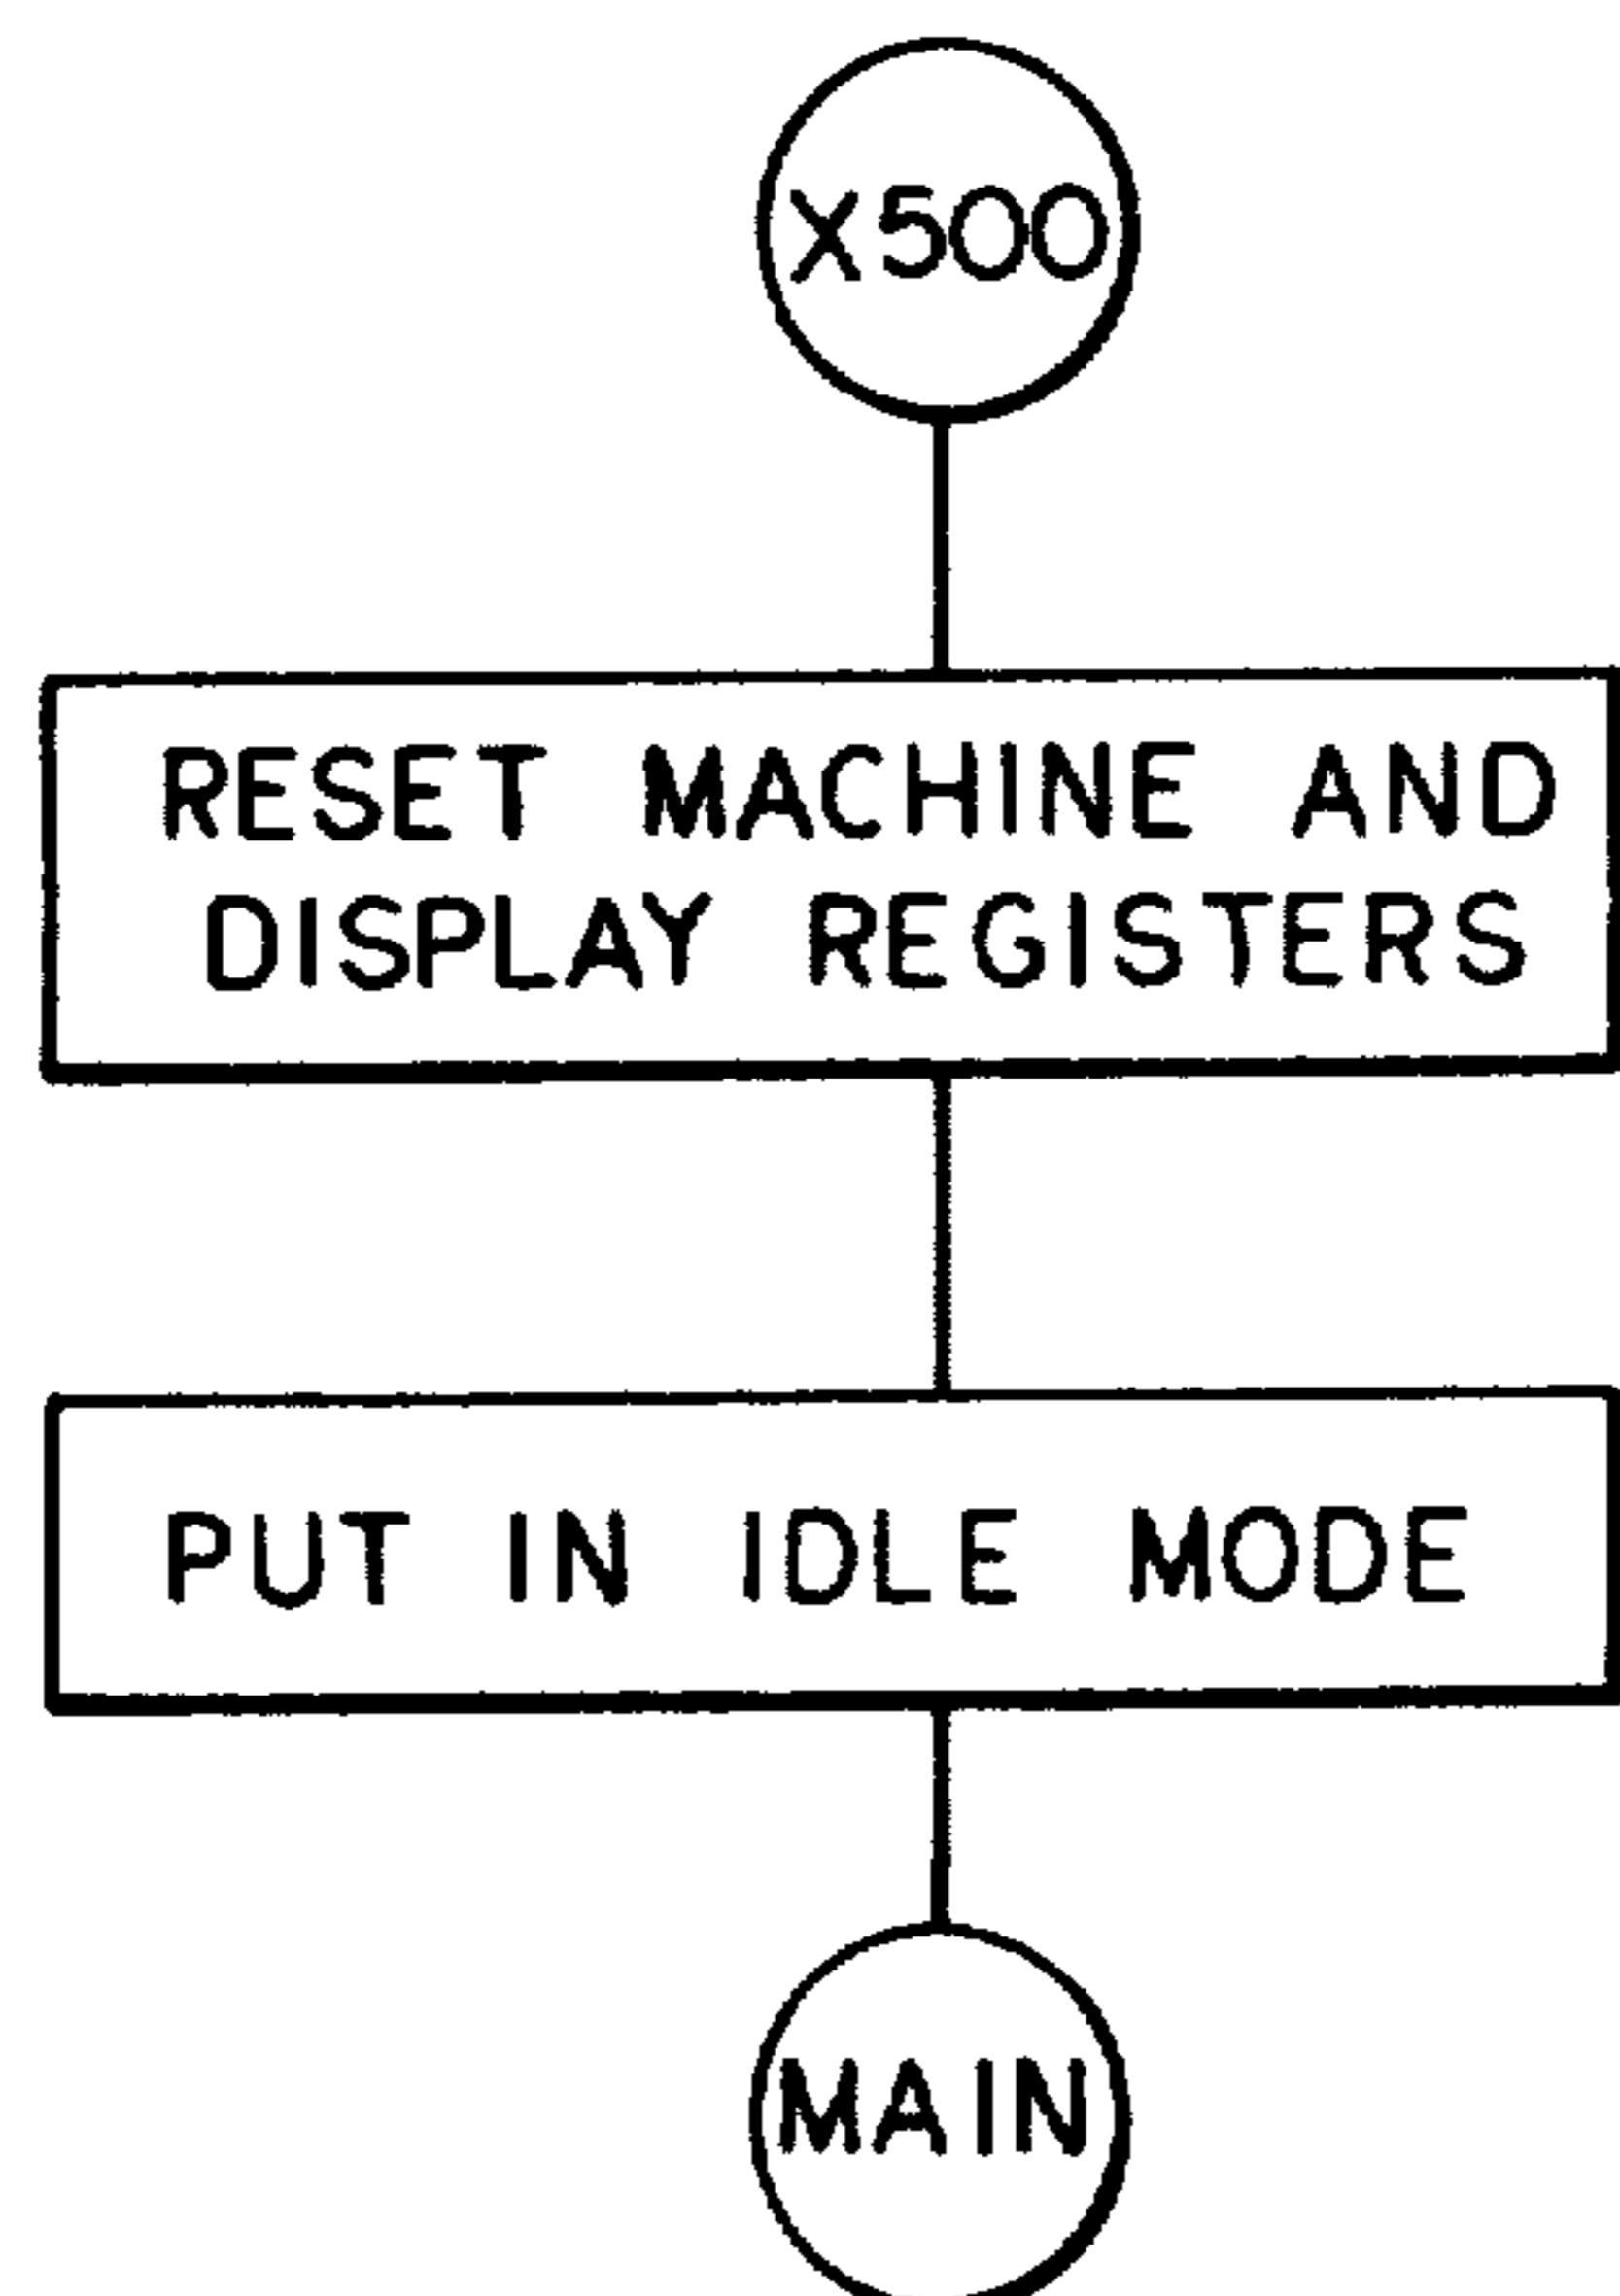 X500
RESET MACHINE AND
DISPLAY REGISTERS
PUT IN IDLE MODE
MAIN